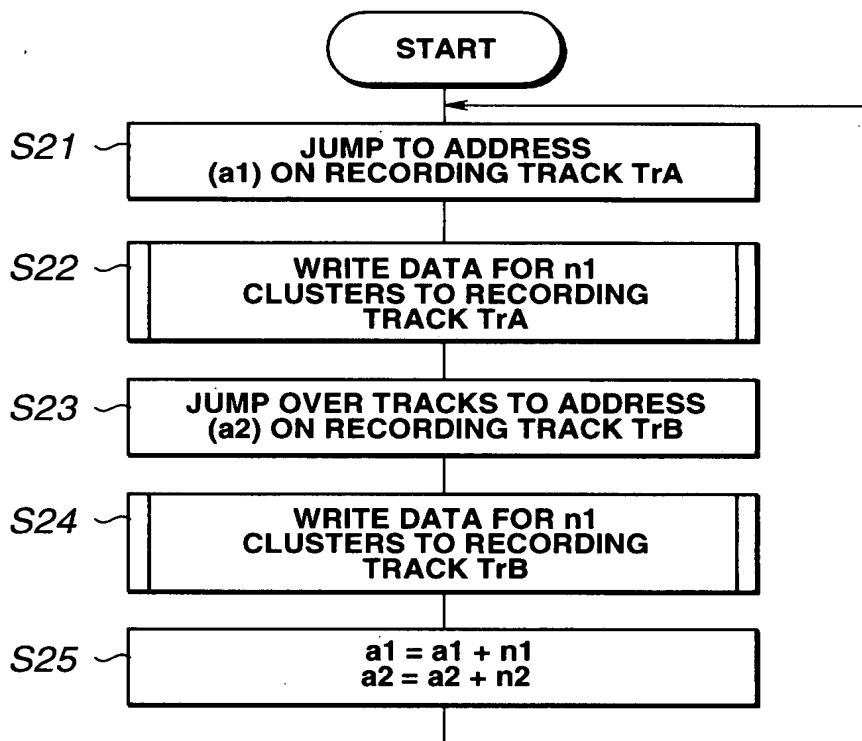 START
S21
JUMP TO ADDRESS
(a1) ON RECORDING TRACK TrA
S22
WRITE DATA FOR n1
CLUSTERS TO RECORDING
TRACK TrA
S23
JUMP OVER TRACKS TO ADDRESS
(a2) ON RECORDING TRACK TrB
S24
WRITE DATA FOR n1
CLUSTERS TO RECORDING
TRACK TrB
S25
a1 = a1 + n1
a2 = a2 + n2